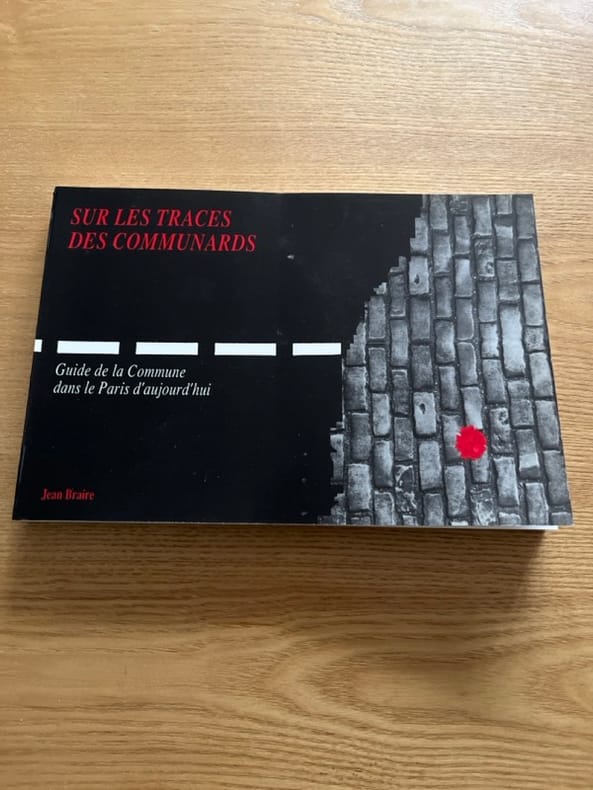 SUR LES TRACES
DES COMMUNARDS
Guide de la Commune
dans le Paris d'aujourd'hui
Jean Braire